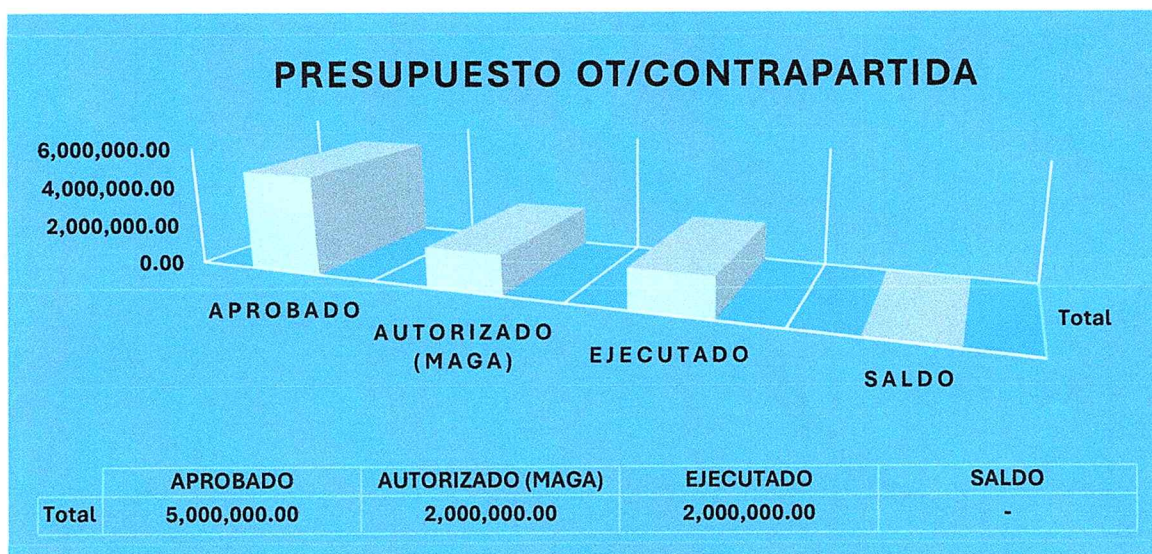 PRESUPUESTO OT/CONTRAPARTIDA
6,000,000.00
4,000,000.00
2,000,000.00
0.00
APROBADO
AUTORIZADO
(MAGA)
EJECUTADO
SALDO
Total
APROBADO AUTORIZADO (MAGA) EJECUTADO SALDO
Total 5,000,000.00 2,000,000.00 2,000,000.00 -